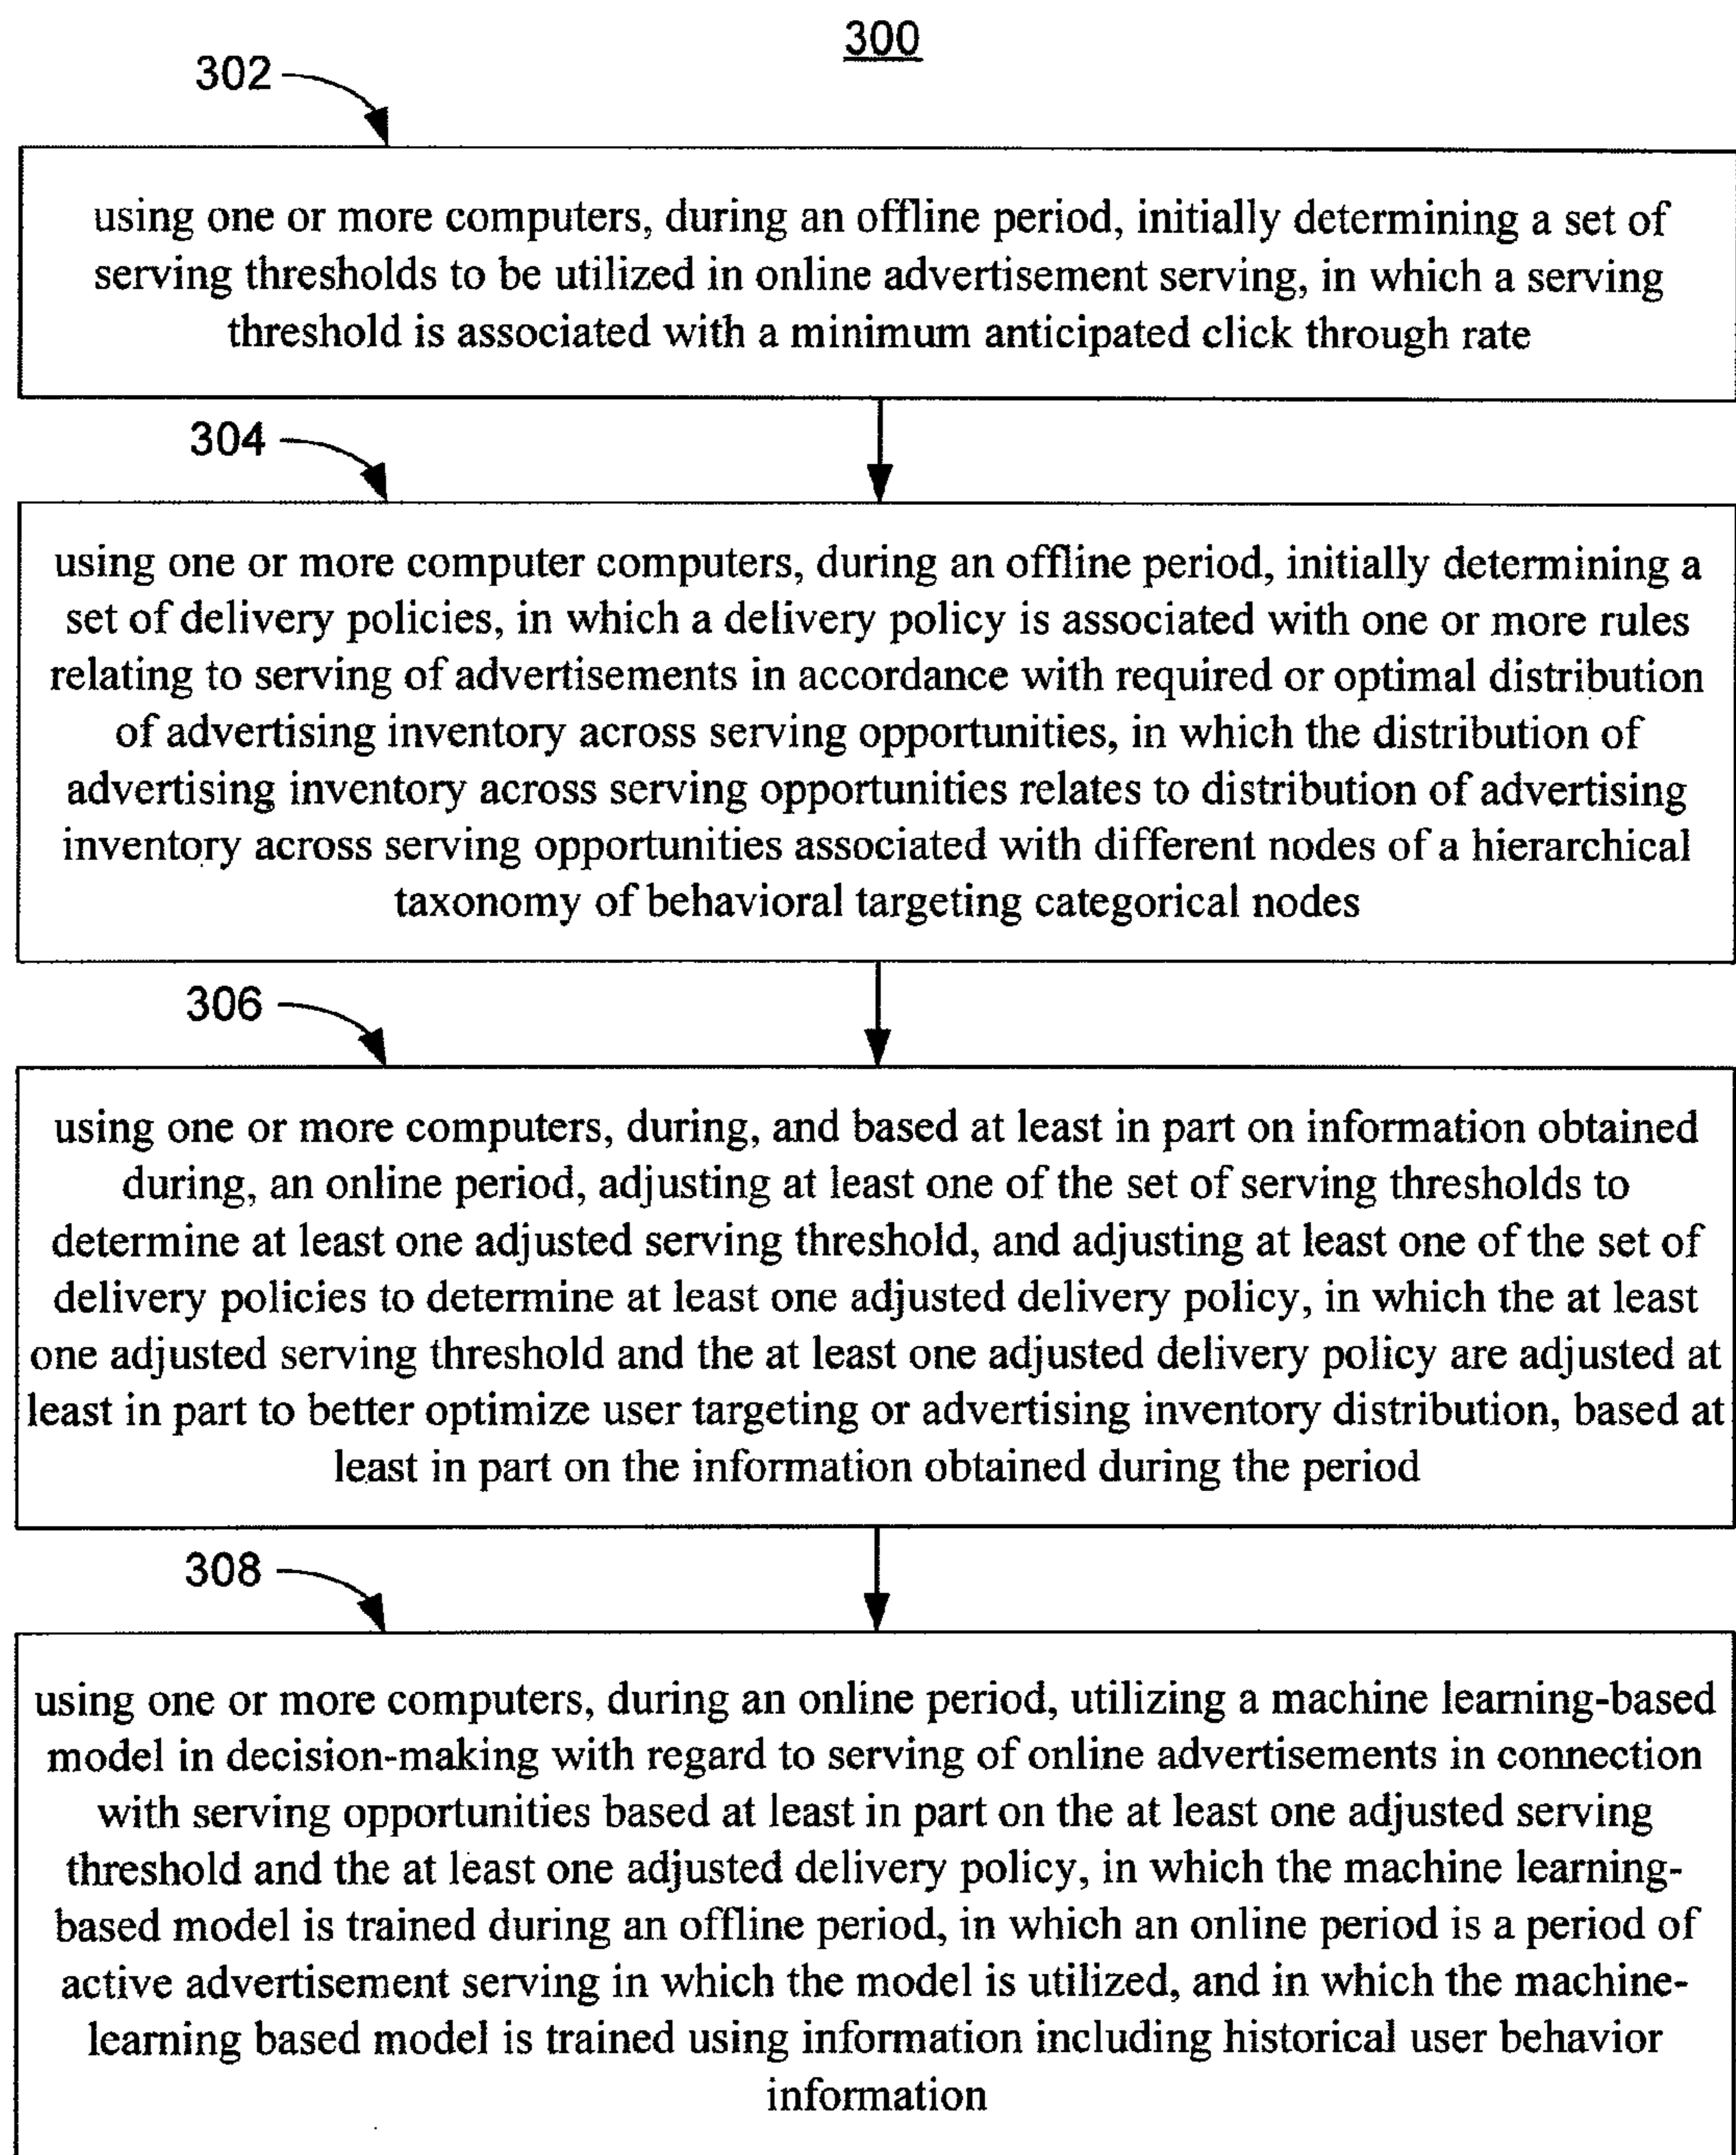 300
302
using one or more computers, during an offline period, initially determining a set of
serving thresholds to be utilized in online advertisement serving, in which a serving
threshold is associated with a minimum anticipated click through rate
304
using one or more computer computers, during an offline period, initially determining a
set of delivery policies, in which a delivery policy is associated with one or more rules
relating to serving of advertisements in accordance with required or optimal distribution
of advertising inventory across serving opportunities, in which the distribution of
advertising inventory across serving opportunities relates to distribution of advertising
inventory across serving opportunities associated with different nodes of a hierarchical
taxonomy of behavioral targeting categorical nodes
306
using one or more computers, during, and based at least in part on information obtained
during, an online period, adjusting at least one of the set of serving thresholds to
determine at least one adjusted serving threshold, and adjusting at least one of the set of
delivery policies to determine at least one adjusted delivery policy, in which the at least
one adjusted serving threshold and the at least one adjusted delivery policy are adjusted at
least in part to better optimize user targeting or advertising inventory distribution, based at
least in part on the information obtained during the period
308
using one or more computers, during an online period, utilizing a machine learning-based
model in decision-making with regard to serving of online advertisements in connection
with serving opportunities based at least in part on the at least one adjusted serving
threshold and the at least one adjusted delivery policy, in which the machine learning-
based model is trained during an offline period, in which an online period is a period of
active advertisement serving in which the model is utilized, and in which the machine-
learning based model is trained using information including historical user behavior
information